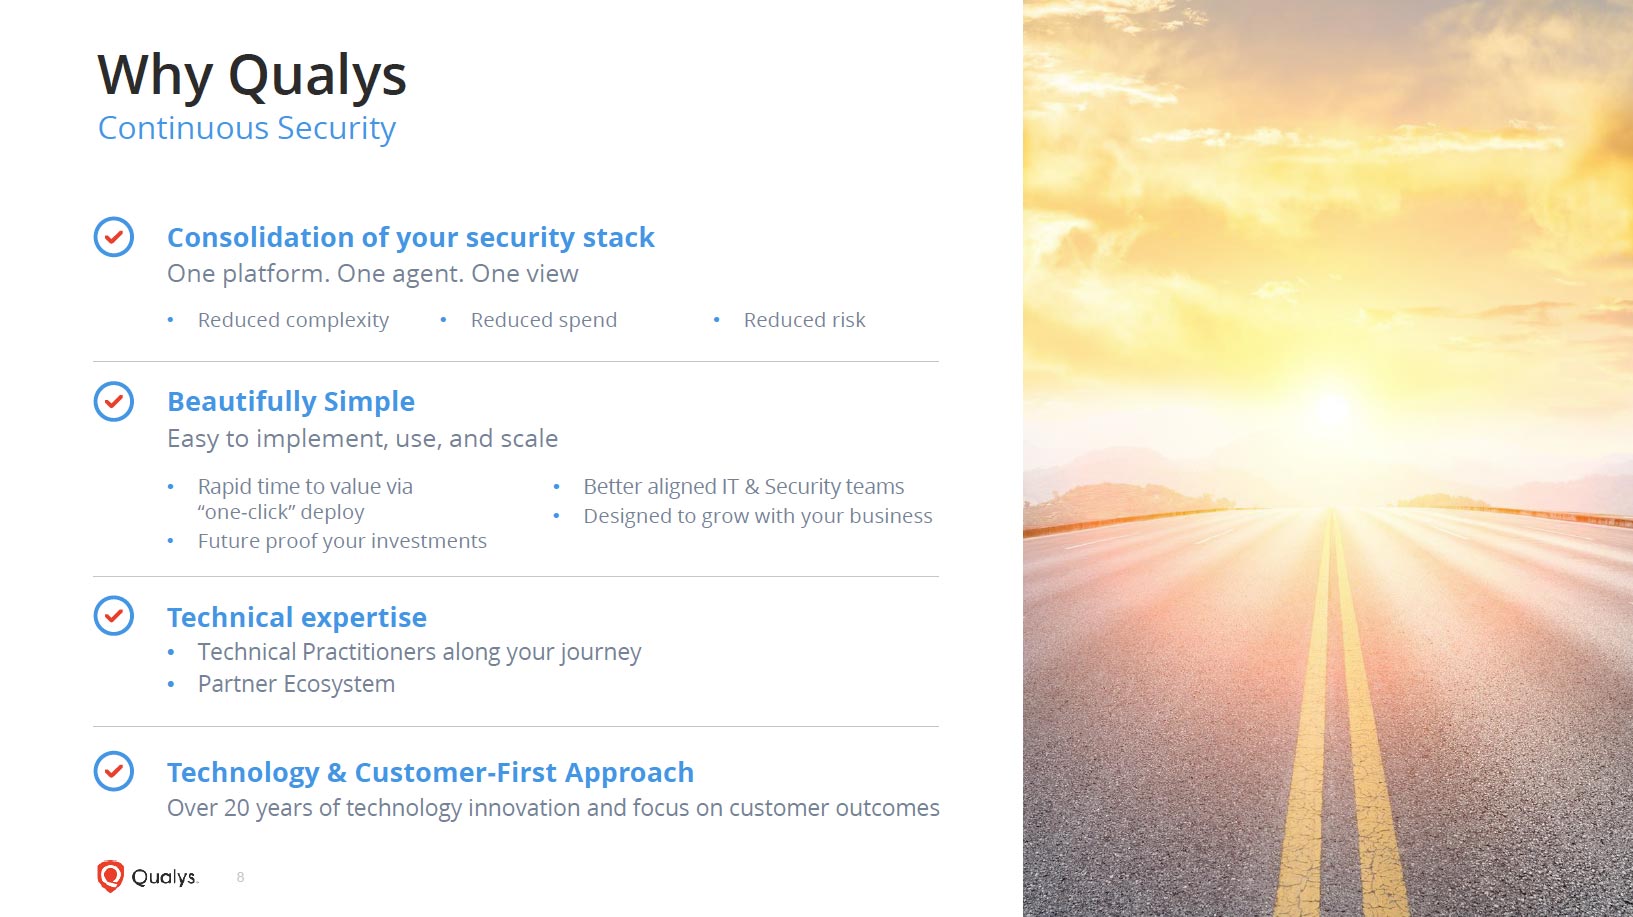 Why Qualys
Continuous Security
Consolidation of your security stack
One platform. One agent. One view
• Reduced complexity • Reduced spend • Reduced risk
Beautifully Simple
Easy to implement, use, and scale
• Rapid time to value via
“one-click” deploy
• Future proof your investments
• Better aligned IT & Security teams
• Designed to grow with your business
Technical expertise
• Technical Practitioners along your journey
• Partner Ecosystem
Technology & Customer-First Approach
Over 20 years of technology innovation and focus on customer outcomes
Qualys.
8